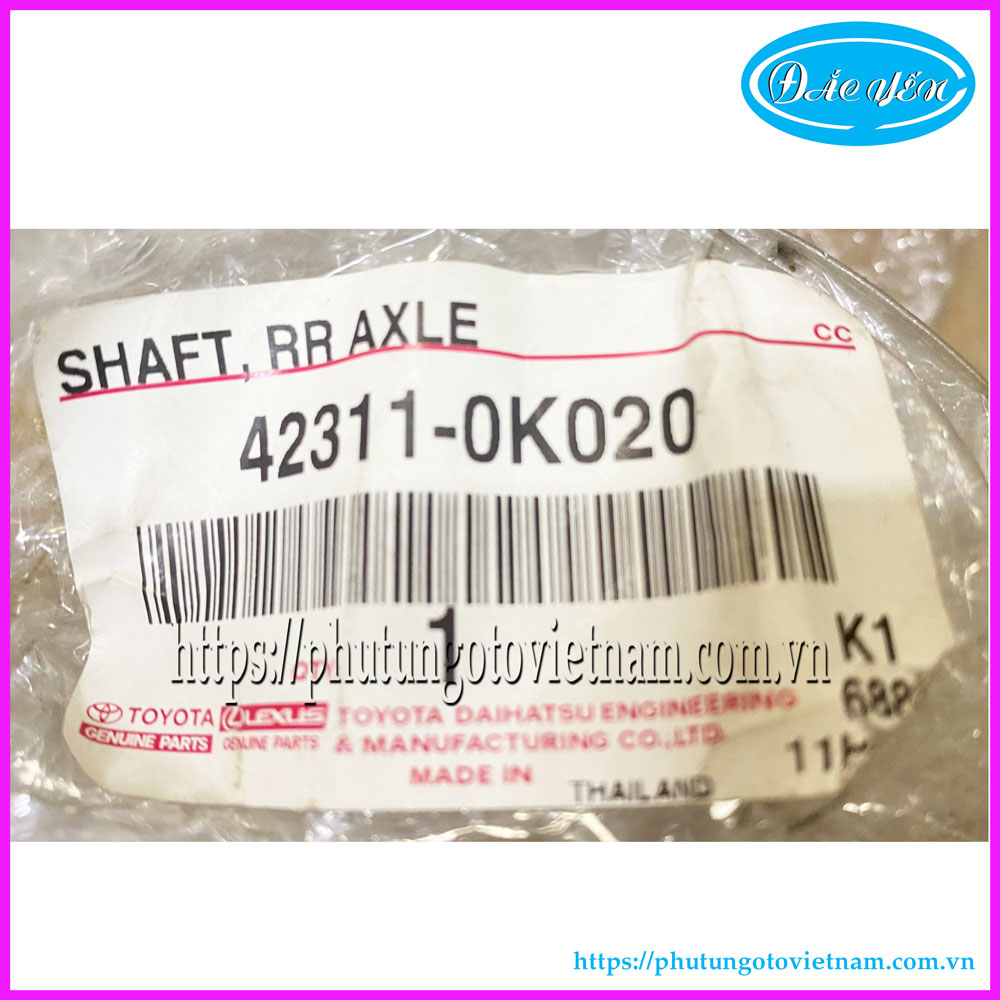 ĐẮC YẾN
SHAFT, RR AXLE
CC
42311-0K020
1
https://phutungotovietnam.com.vn
QTY
K1
TOYOTA
LEXUS
TOYOTA DAIHATSU ENGINEERING
GENUINE PARTS
GENUINE PARTS
& MANUFACTURING CO.,LTD.
MADE IN
THAILAND
https://phutungotovietnam.com.vn